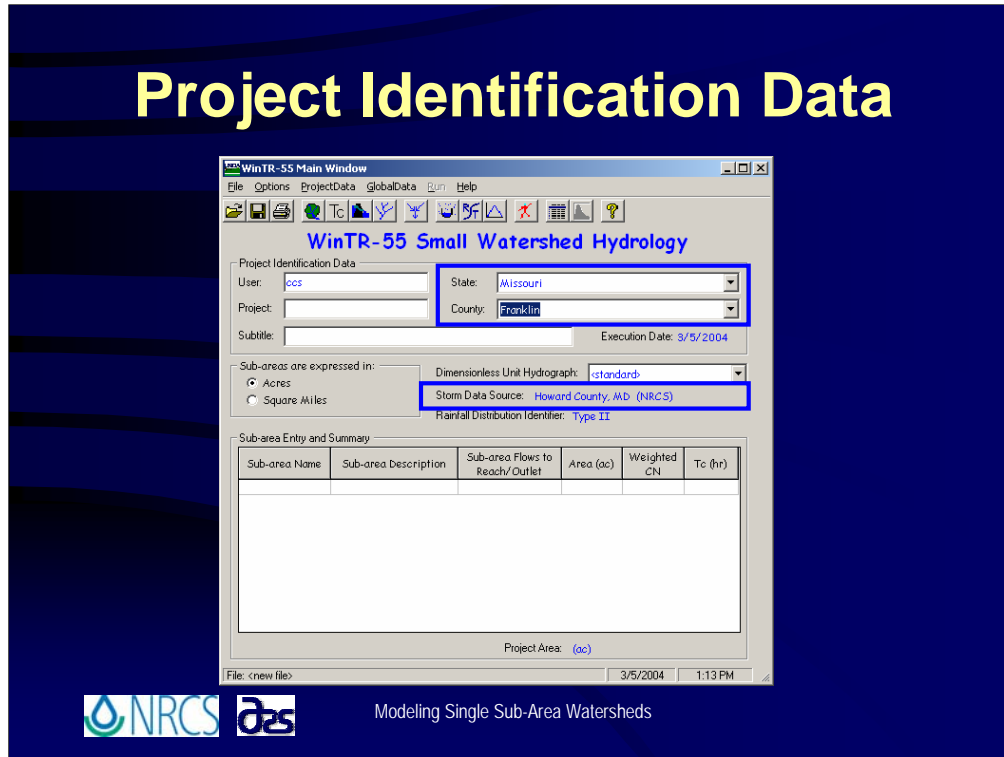 Project Identification Data
WinTR-55 Main Window
File Options ProjectData GlobalData Run Help
Tc
WinTR-55 Small Watershed Hydrology
Project Identification Data
User: ccs
State: Missouri
Project:
County: Franklin
Subtitle:
Execution Date: 3/5/2004
Sub-areas are expressed in:
Acres
Square Miles
Dimensionless Unit Hydrograph: <standard>
Storm Data Source: Howard County, MD (NRCS)
Rainfall Distribution Identifier: Type II
Sub-area Entry and Summary
Sub-area Name Sub-area Description Sub-area Flows to Reach/Outlet Area (ac) Weighted CN Tc (hr)
Project Area: (ac)
File: <new file> 3/5/2004 1:13 PM
NRCS
Modeling Single Sub-Area Watersheds